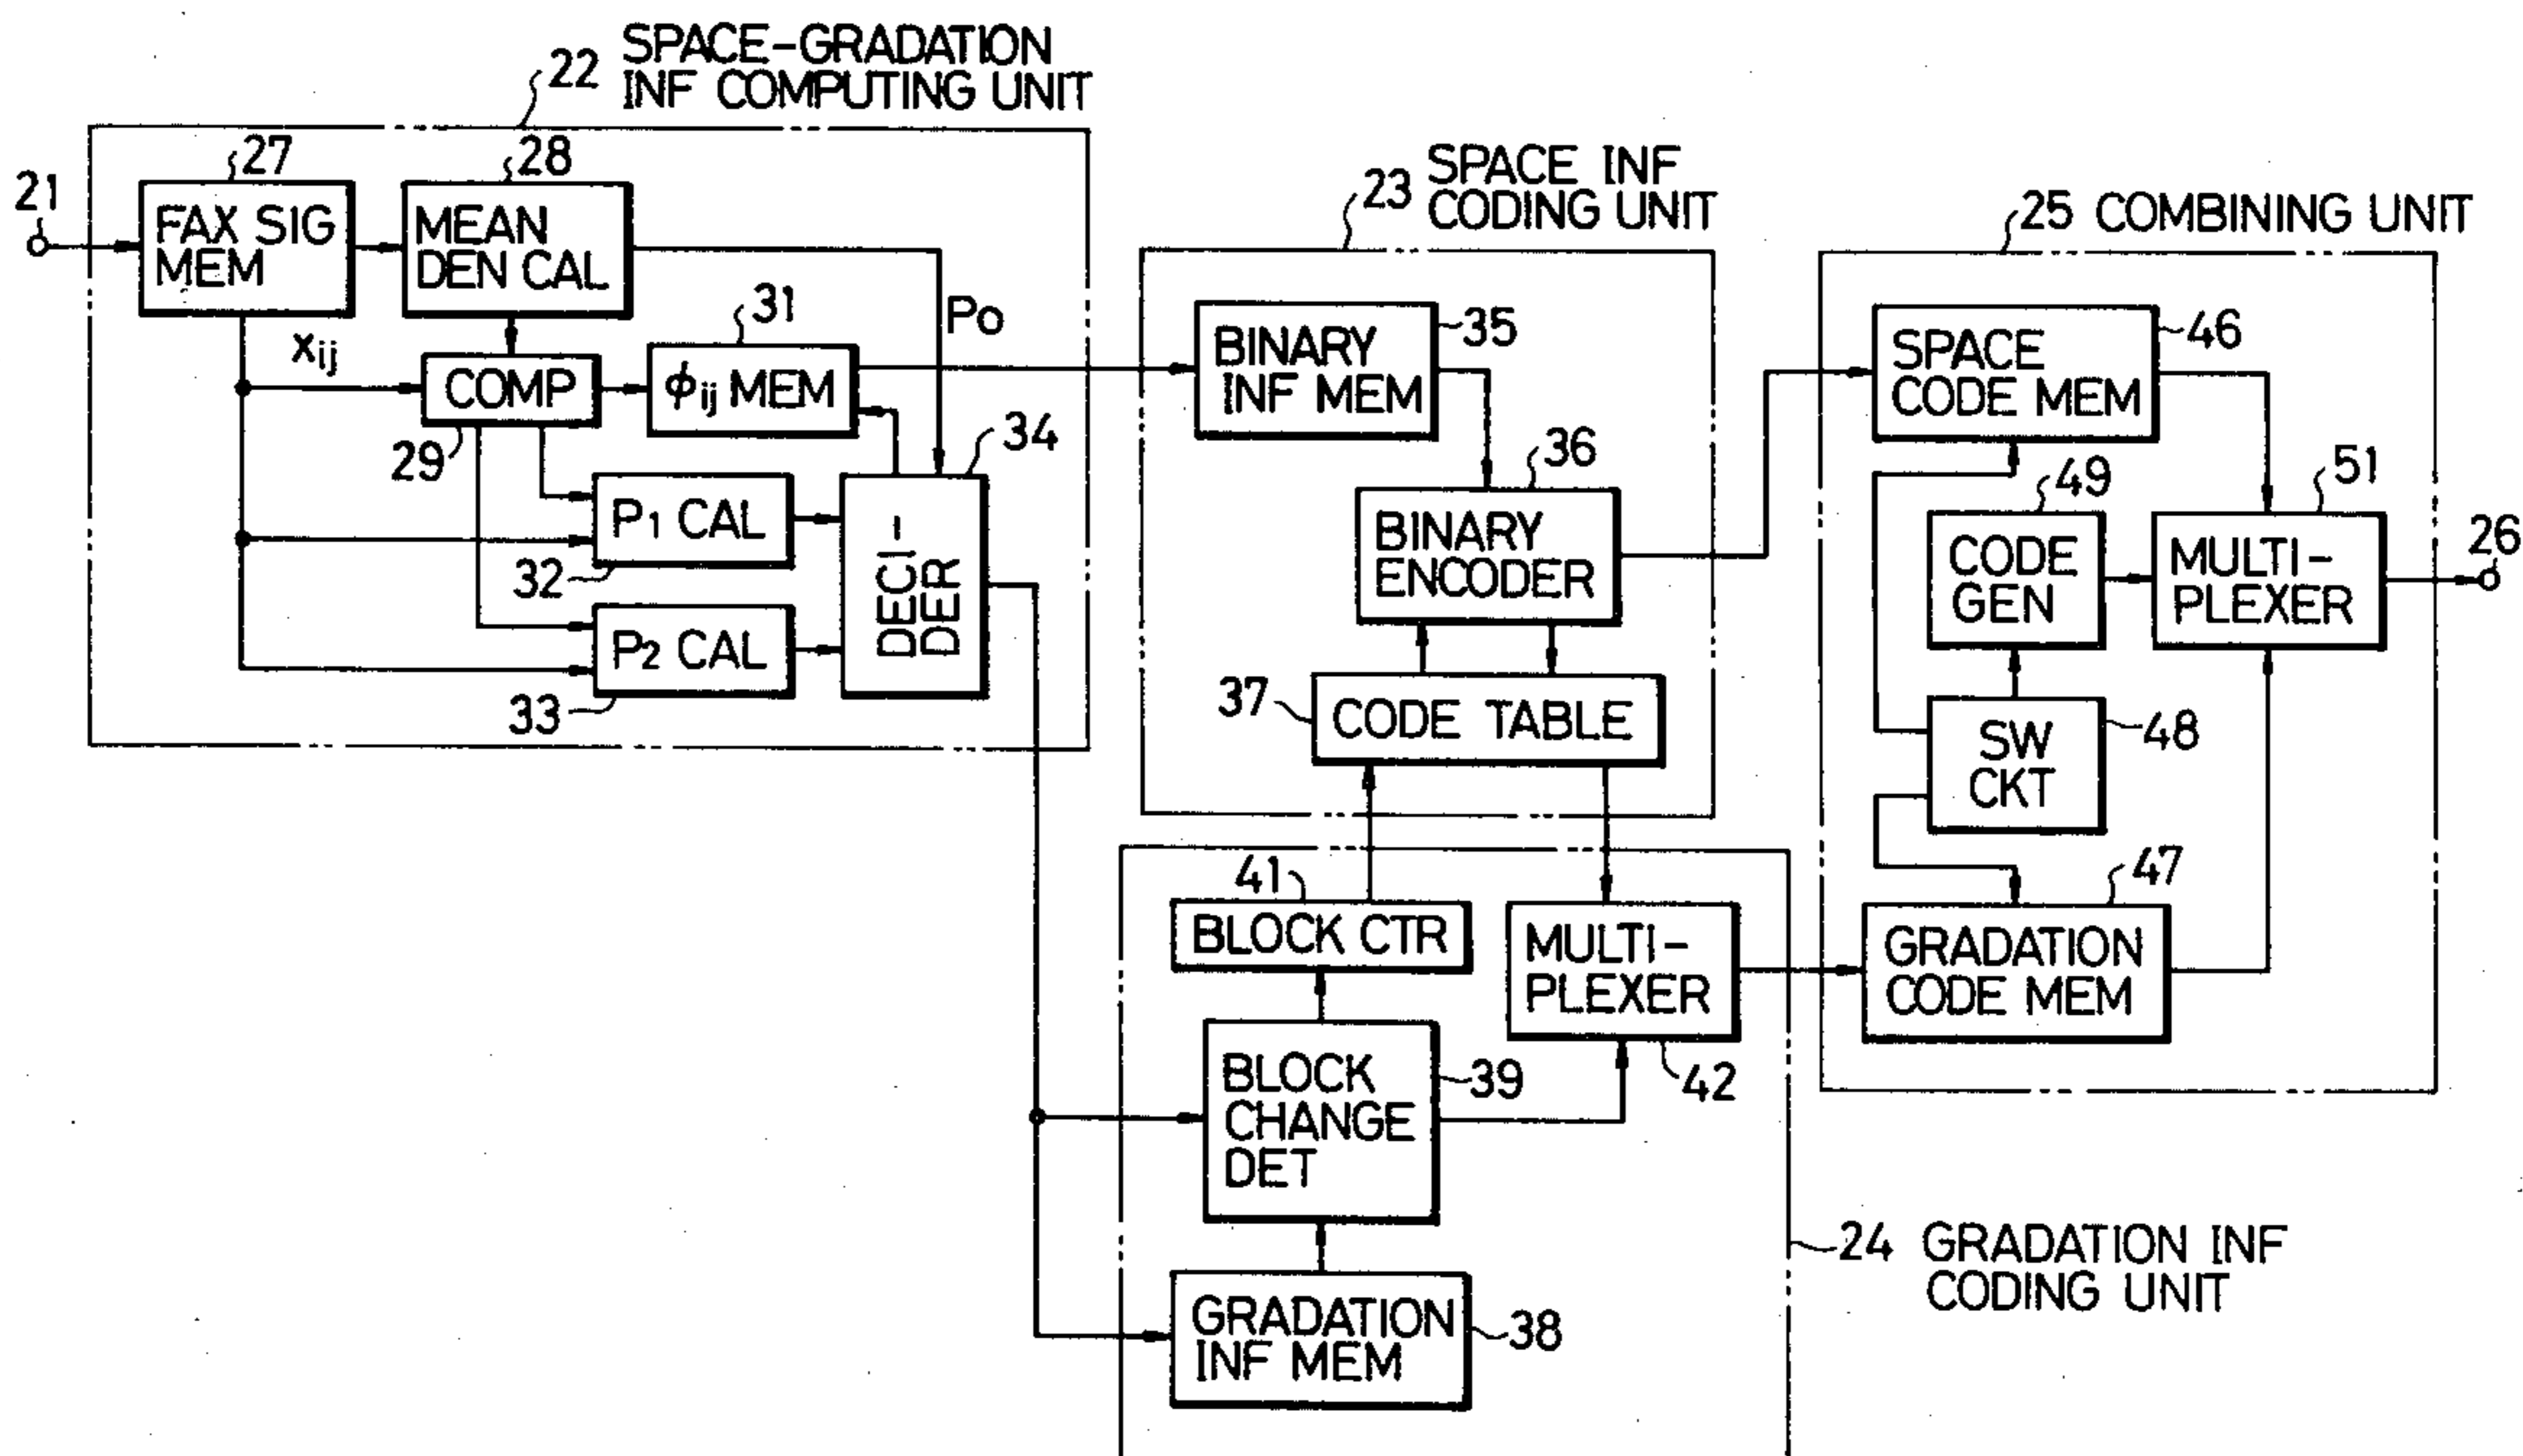 22 SPACE-GRADATION
INF COMPUTING UNIT
21
27
FAX SIG
MEM
28
MEAN
DEN CAL
Po
xij
COMP
29
31
ϕij MEM
34
DECI-
DER
P1 CAL
32
P2 CAL
33
23 SPACE INF
CODING UNIT
BINARY
INF MEM
35
36
BINARY
ENCODER
37
CODE TABLE
25 COMBINING UNIT
SPACE
CODE MEM
46
49
CODE
GEN
51
MULTI-
PLEXER
26
SW
CKT
48
47
GRADATION
CODE MEM
41
BLOCK CTR
MULTI-
PLEXER
42
BLOCK
CHANGE
DET
39
GRADATION
INF MEM
38
24 GRADATION INF
CODING UNIT